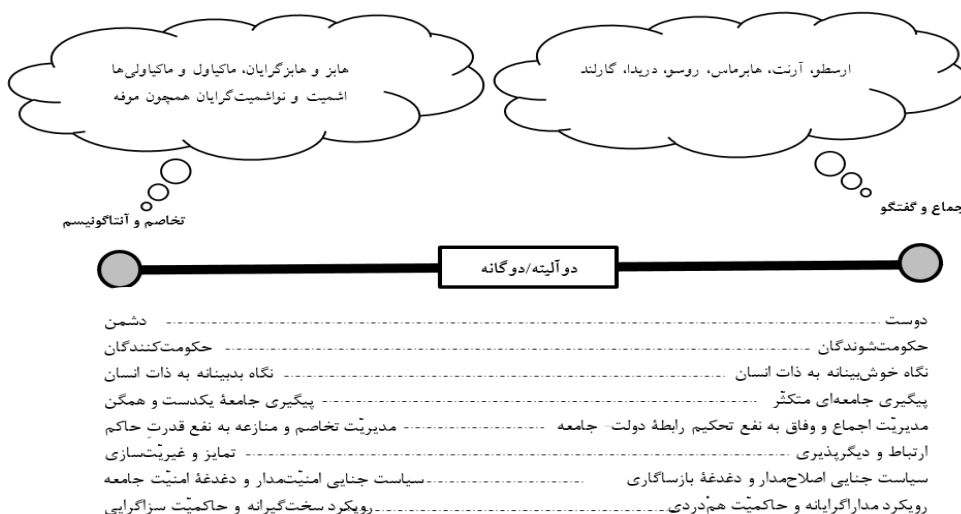 ارسطو، آرنت، هابرماس، روسو، دریدا، گارلند
هابز و هابزگرایان، ماکیاول و ماکیاولی‌ها
اشمیت و نواشمیت‌گرایان همچون موفه
جماع و گفتگو
تخاصم و آنتاگونیسم
دوآلیته/دوگانه
دوست دشمن
حکومت‌شوندگان حکومت‌کنندگان
نگاه خوش‌بینانه به ذات انسان نگاه بدبینانه به ذات انسان
پیگیری جامعه‌ای متکثّر پیگیری جامعهٔ یکدست و همگن
مدیریّت اجماع و وفاق به نفع تحکیم رابطهٔ دولت- جامعه مدیریّت تخاصم و منازعه به نفع قدرتِ حاکم
ارتباط و دیگرپذیری تمایز و غیریّت‌سازی
سیاست جنایی اصلاح‌مدار و دغدغهٔ بازساگاری سیاست جنایی امنیّت‌مدار و دغدغهٔ امنیّت جامعه
رویکرد مداراگرایانه و حاکمیّت همْ‌دردی رویکرد سخت‌گیرانه و حاکمیّت سزاگرایی